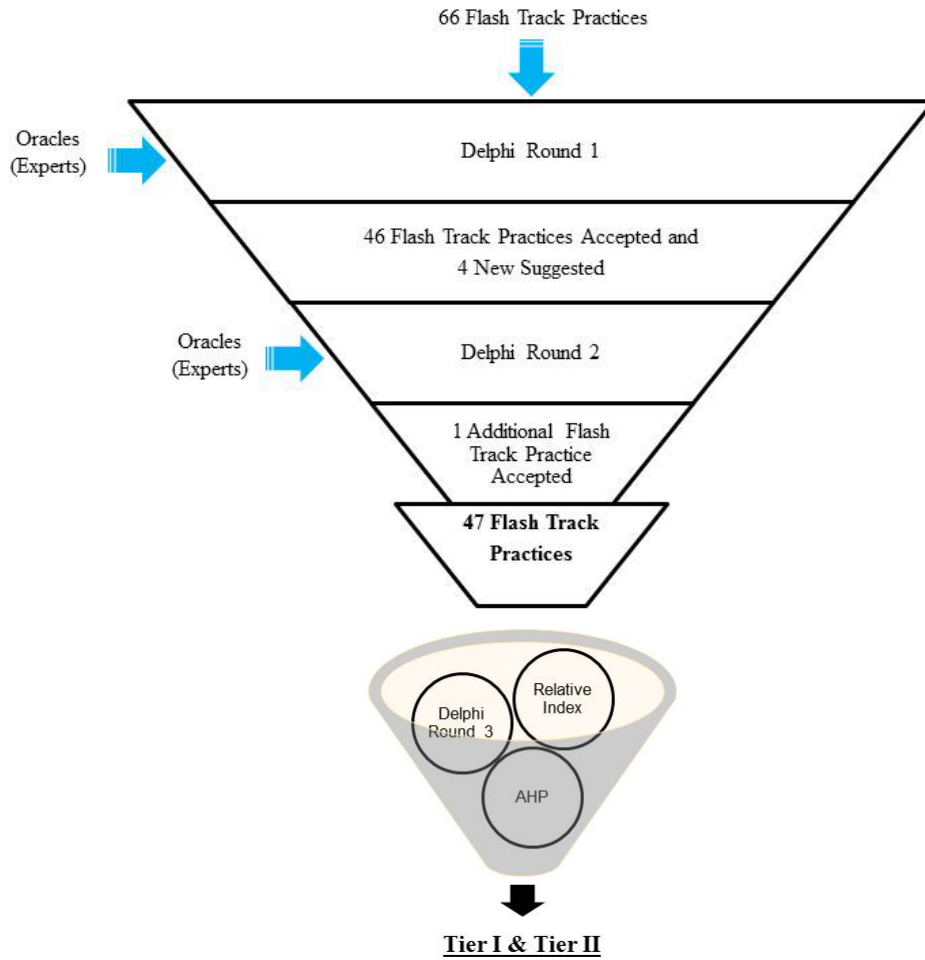 66 Flash Track Practices
Oracles
(Experts)
Delphi Round 1
46 Flash Track Practices Accepted and
4 New Suggested
Oracles
(Experts)
Delphi Round 2
1 Additional Flash
Track Practice
Accepted
47 Flash Track
Practices
Delphi
Round 3
Relative
Index
AHP
Tier I & Tier II